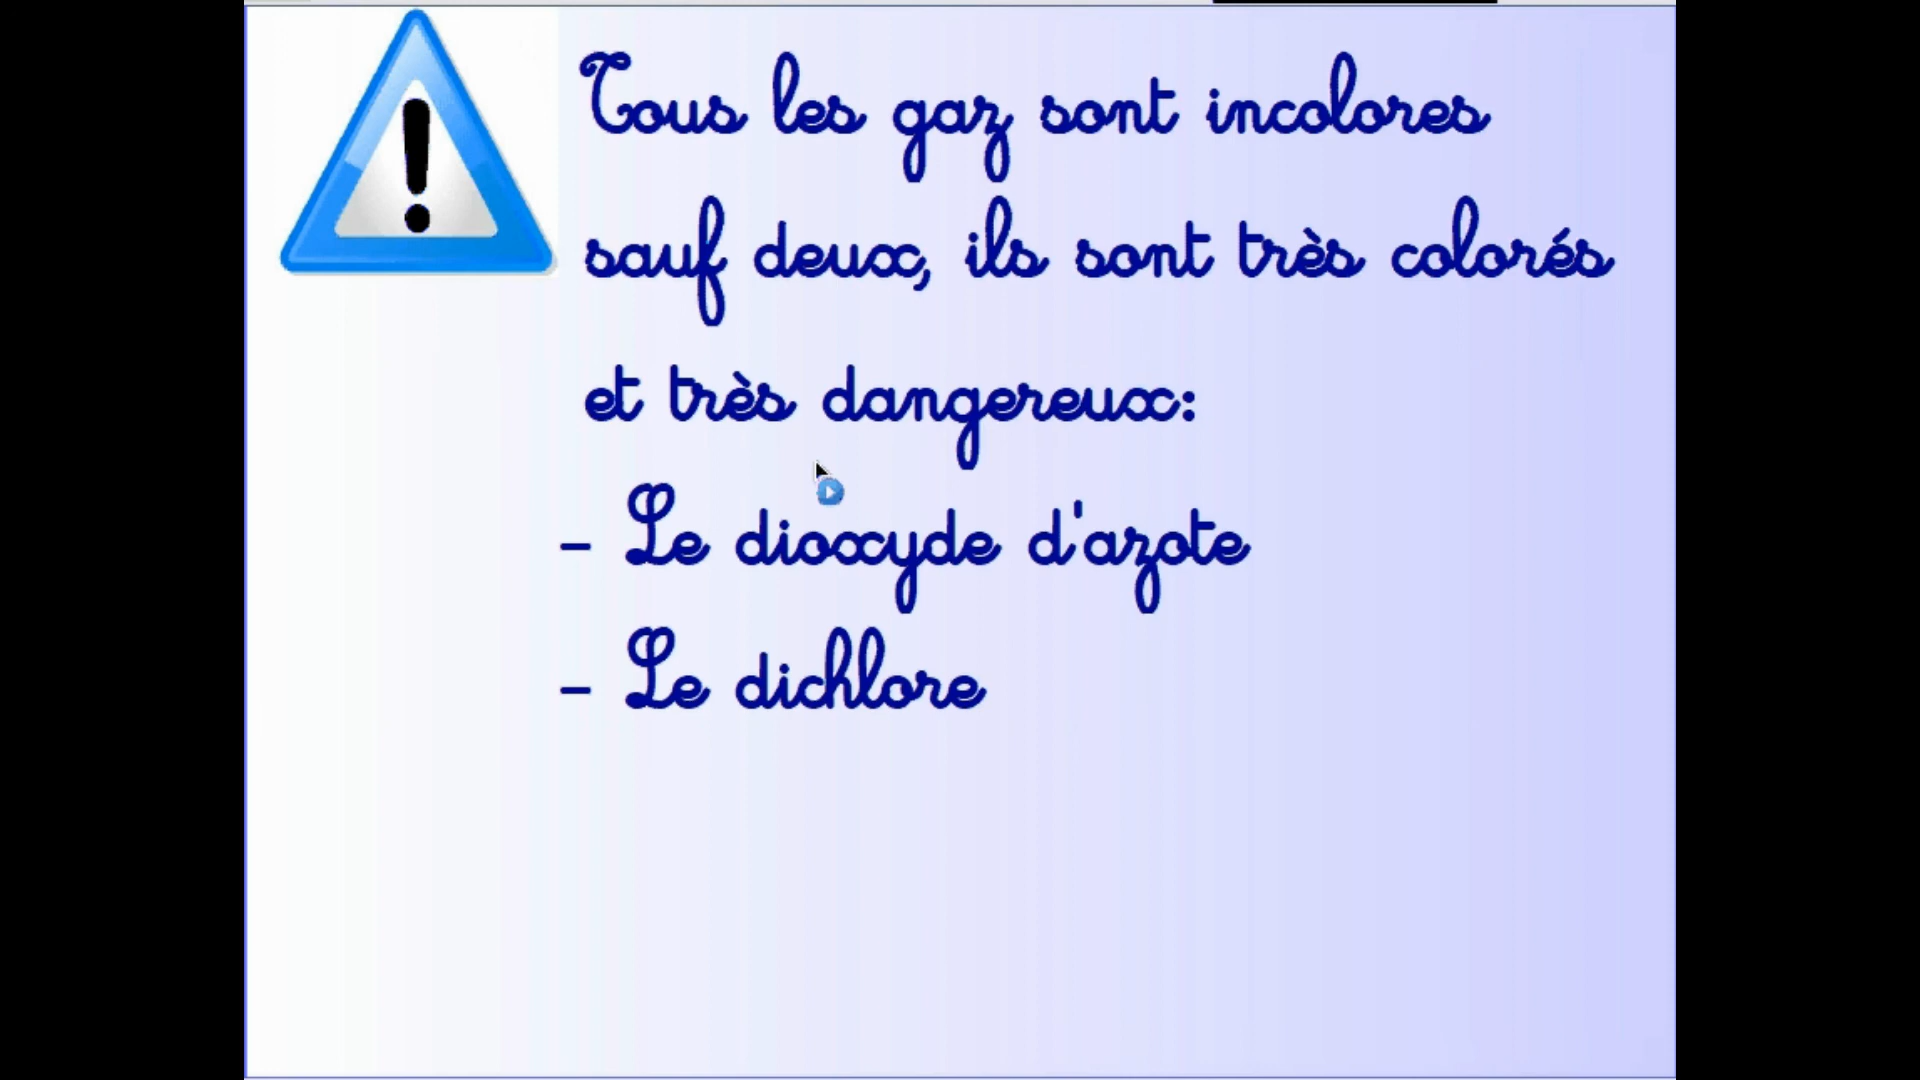 Tous les gaz sont incolores
sauf deux, ils sont très colorés
et très dangereux:
- Le dioxyde d'azote
- Le dichlore